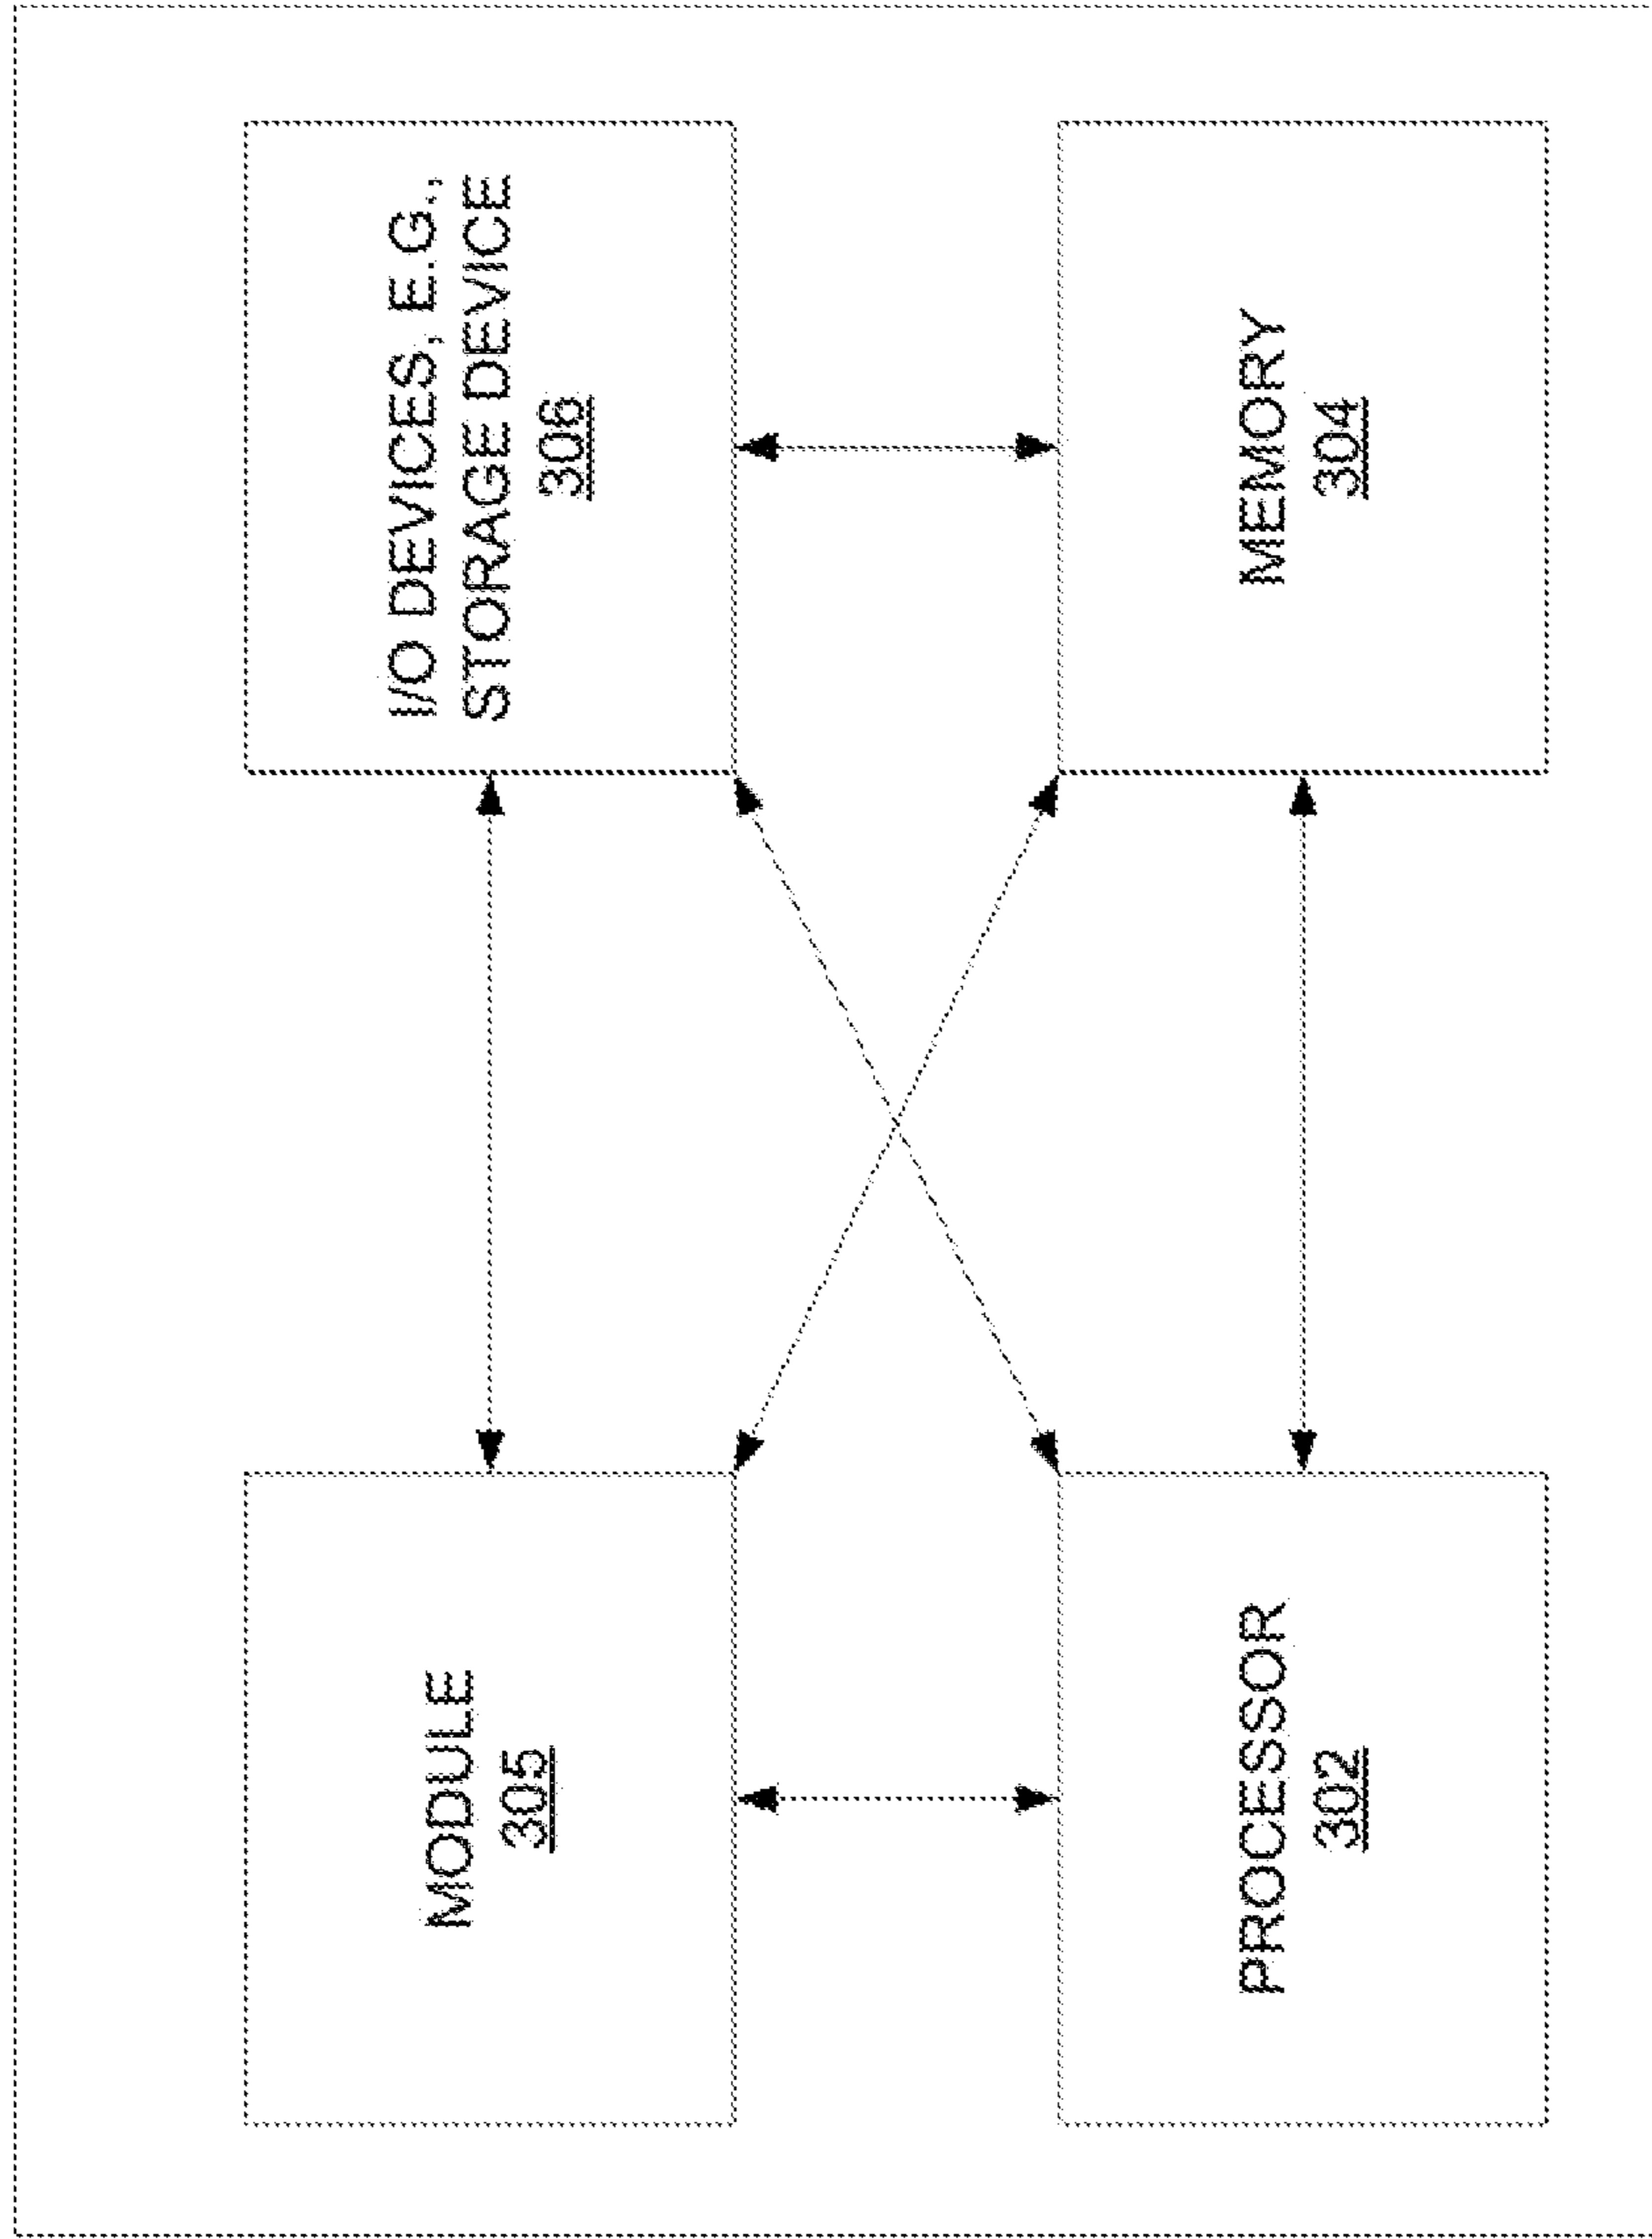 MODULE
305
I/O DEVICES, E.G.,
STORAGE DEVICE
306
PROCESSOR
302
MEMORY
304